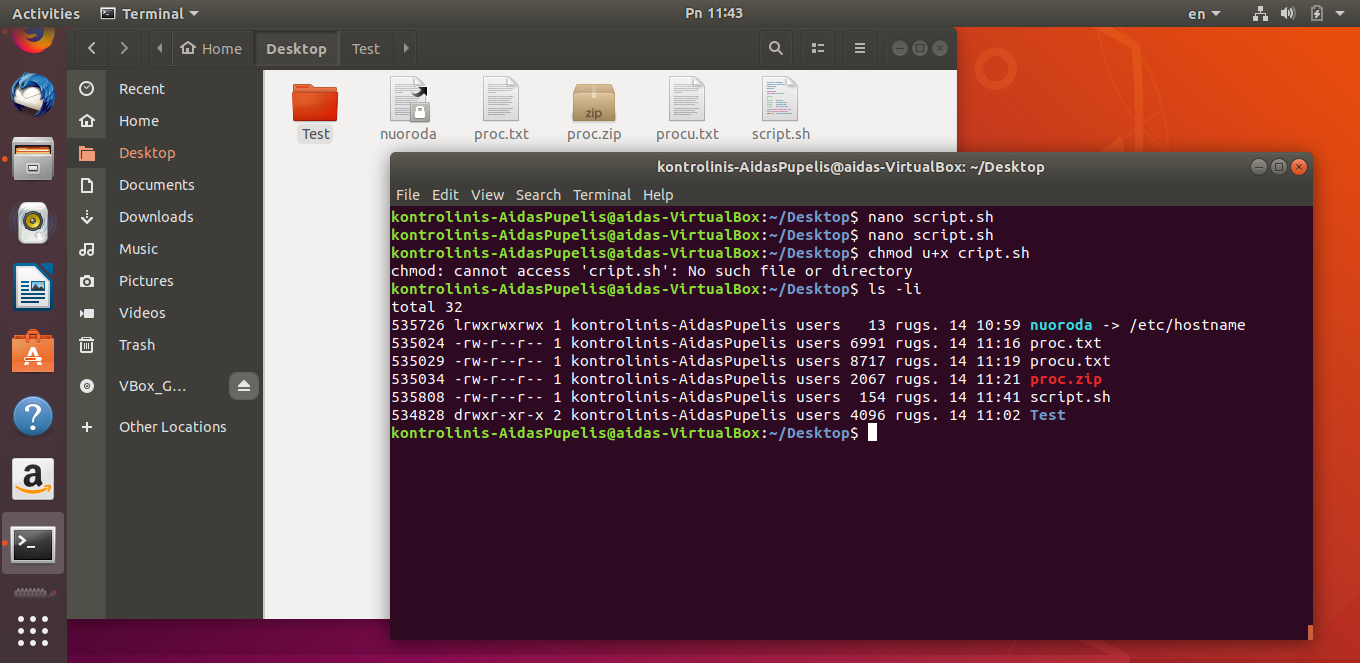 Activities Terminal Pn 11:43 en
Home Desktop Test
Recent
Home
Desktop
Documents
Downloads
Music
Pictures
Videos
Trash
VBox_G…
Other Locations
Test nuoroda proc.txt proc.zip procu.txt script.sh
zip
kontrolinis-AidasPupelis@aidas-VirtualBox: ~/Desktop
File Edit View Search Terminal Help
kontrolinis-AidasPupelis@aidas-VirtualBox:~/Desktop$ nano script.sh
kontrolinis-AidasPupelis@aidas-VirtualBox:~/Desktop$ nano script.sh
kontrolinis-AidasPupelis@aidas-VirtualBox:~/Desktop$ chmod u+x cript.sh
chmod: cannot access 'cript.sh': No such file or directory
kontrolinis-AidasPupelis@aidas-VirtualBox:~/Desktop$ ls -li
total 32
535726 lrwxrwxrwx 1 kontrolinis-AidasPupelis users   13 rugs. 14 10:59 nuoroda -> /etc/hostname
535024 -rw-r--r-- 1 kontrolinis-AidasPupelis users 6991 rugs. 14 11:16 proc.txt
535029 -rw-r--r-- 1 kontrolinis-AidasPupelis users 8717 rugs. 14 11:19 procu.txt
535034 -rw-r--r-- 1 kontrolinis-AidasPupelis users 2067 rugs. 14 11:21 proc.zip
535808 -rw-r--r-- 1 kontrolinis-AidasPupelis users  154 rugs. 14 11:41 script.sh
534828 drwxr-xr-x 2 kontrolinis-AidasPupelis users 4096 rugs. 14 11:02 Test
kontrolinis-AidasPupelis@aidas-VirtualBox:~/Desktop$